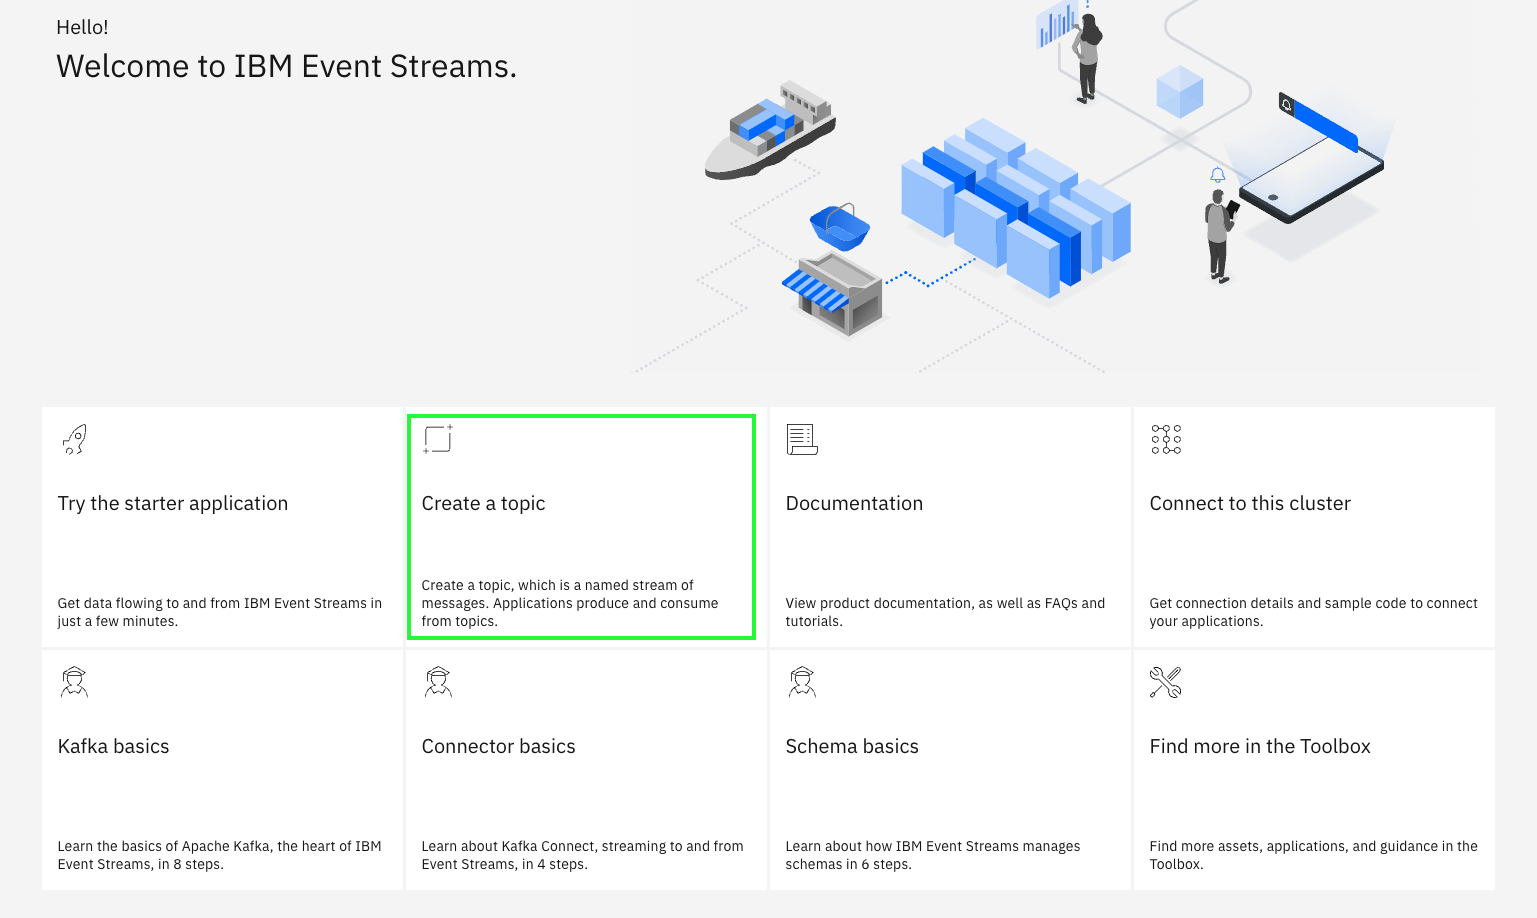 Hello!
Welcome to IBM Event Streams.
Try the starter application
Get data flowing to and from IBM Event Streams in
just a few minutes.
Create a topic
Create a topic, which is a named stream of
messages. Applications produce and consume
from topics.
Documentation
View product documentation, as well as FAQs and
tutorials.
Connect to this cluster
Get connection details and sample code to connect
your applications.
Kafka basics
Learn the basics of Apache Kafka, the heart of IBM
Event Streams, in 8 steps.
Connector basics
Learn about Kafka Connect, streaming to and from
Event Streams, in 4 steps.
Schema basics
Learn about how IBM Event Streams manages
schemas in 6 steps.
Find more in the Toolbox
Find more assets, applications, and guidance in the
Toolbox.